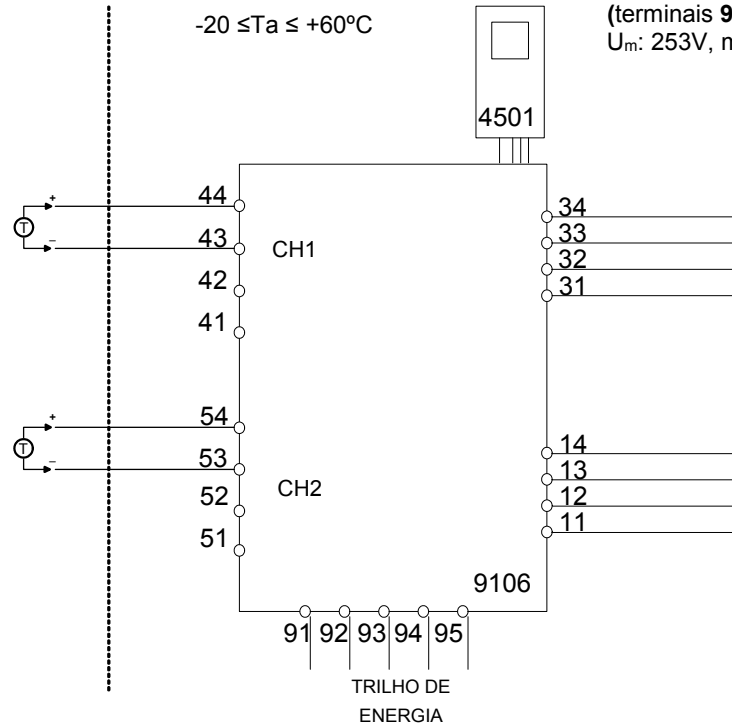 -20 ≤Ta ≤ +60ºC
(terminais 9
Um: 253V, m
4501
44
43
42
41
CH1
34
33
32
31
T
+
–
54
53
52
51
CH2
T
+
–
14
13
12
11
9106
91 92 93 94 95
TRILHO DE
ENERGIA